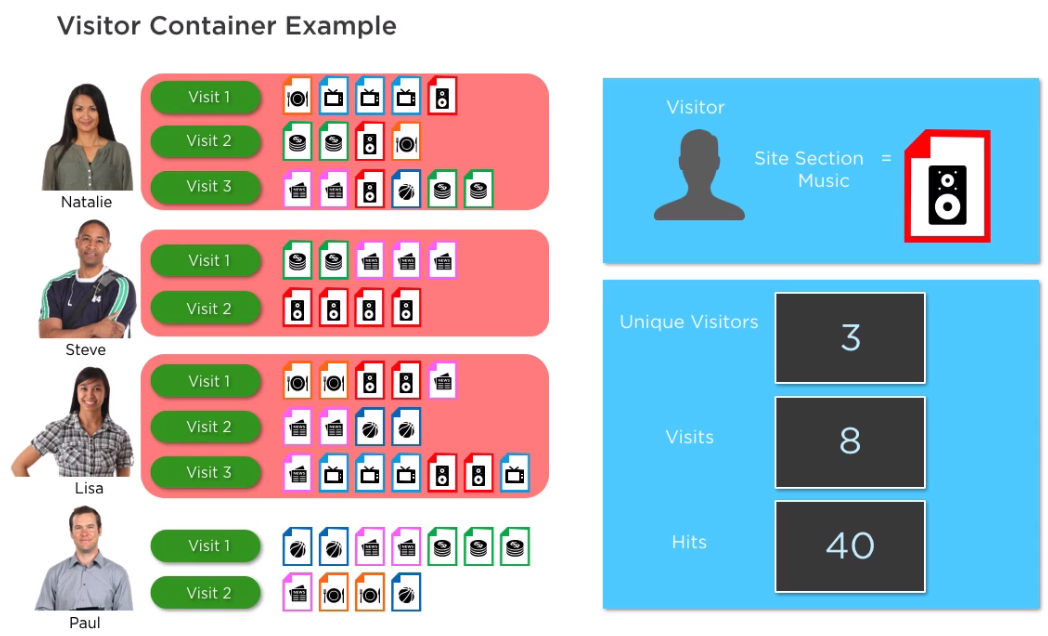 Visitor Container Example
Visit 1
Visit 2
Visit 3
Natalie
Visit 1
Visit 2
Steve
Visit 1
Visit 2
Visit 3
Lisa
Visit 1
Visit 2
Paul
Visitor
Site Section =
Music
Unique Visitors
3
Visits
8
Hits
40